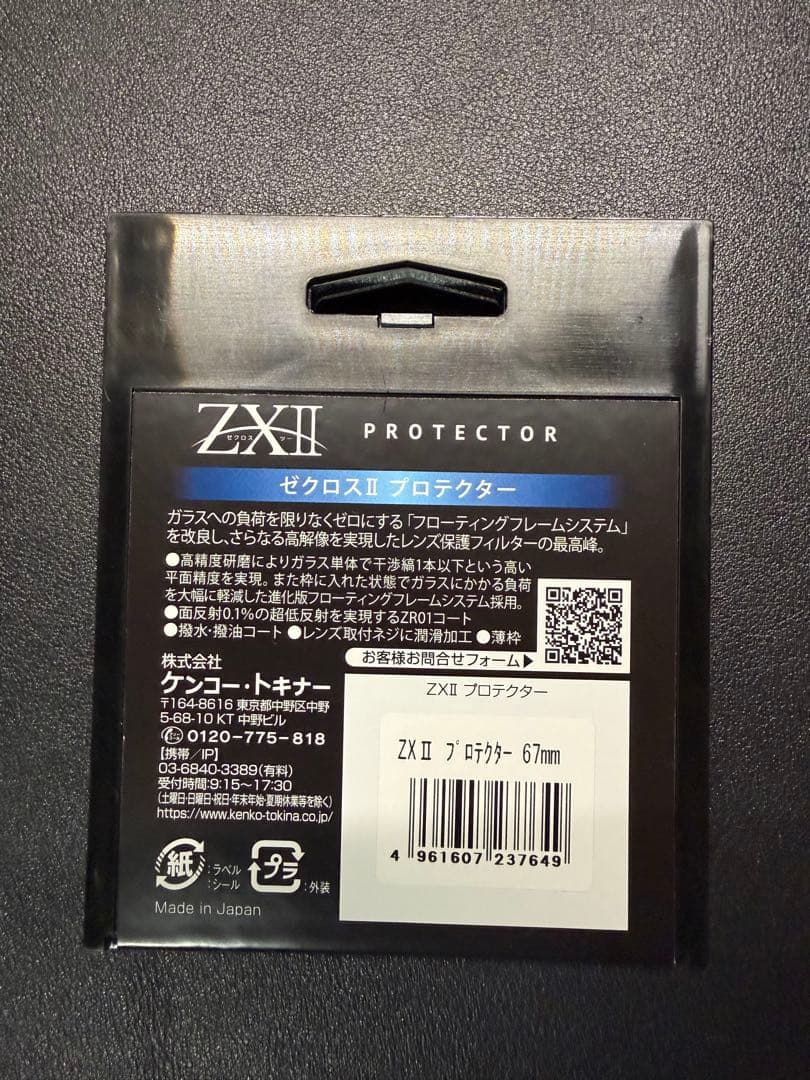 ZXII PROTECTOR
ゼクロス ツー
ゼクロスⅡ プロテクター
ガラスへの負荷を限りなくゼロにする「フローティングフレームシステム」
を改良し、さらなる高解像を実現したレンズ保護フィルターの最高峰。
●高精度研磨によりガラス単体で干渉縞1本以下という高い
平面精度を実現。また枠に入れた状態でガラスにかかる負荷
を大幅に軽減した進化版フローティングフレームシステム採用。
●面反射0.1%の超低反射を実現するZR01コート
●撥水・撥油コート ●レンズ取付ネジに潤滑加工 ●薄枠
お客様お問合せフォーム▶
株式会社
ケンコー・トキナー
〒164-8616 東京都中野区中野
5-68-10 KT 中野ビル
0120-775-818
【携帯/IP】
03-6840-3389(有料)
受付時間:9:15~17:30
(土曜日・日曜日・祝日・年末年始・夏期休業等を除く)
https://www.kenko-tokina.co.jp/
紙 :ラベル
:シール
プラ :外装
Made in Japan
ZXⅡ プロテクター
ZXⅡ プロテクター 67mm
4 961607 237649